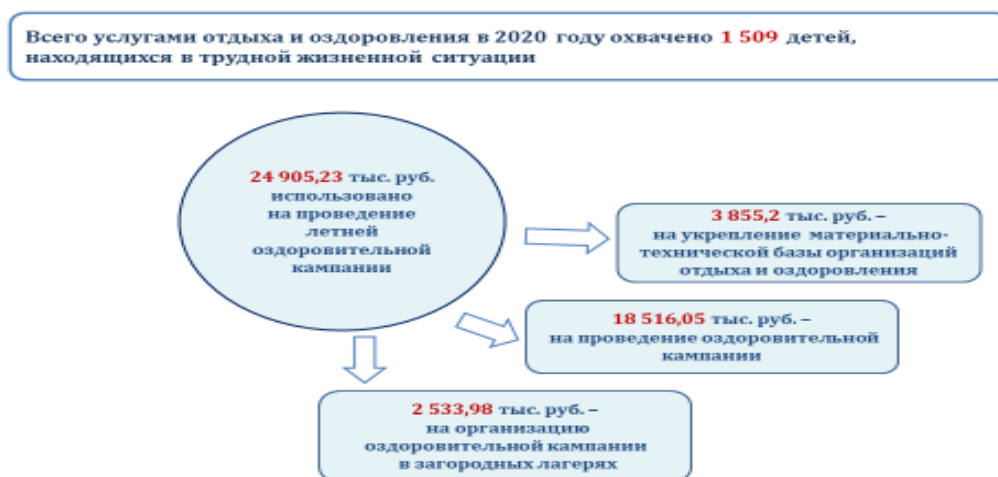 Всего услугами отдыха и оздоровления в 2020 году охвачено 1 509 детей,
находящихся в трудной жизненной ситуации
24 905,23 тыс. руб.
использовано
на проведение
летней
оздоровительной
кампании
3 855,2 тыс. руб. –
на укрепление материально-
технической базы организаций
отдыха и оздоровления
18 516,05 тыс. руб. –
на проведение оздоровительной
кампании
2 533,98 тыс. руб. –
на организацию
оздоровительной кампании
в загородных лагерях